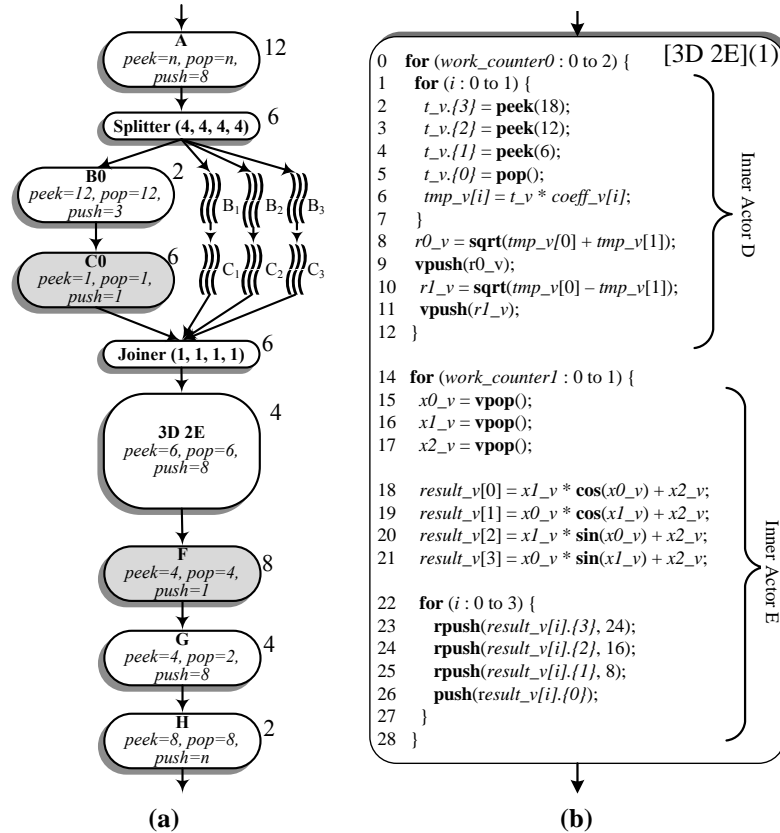 A
peek=n, pop=n,
push=8
12
Splitter (4, 4, 4, 4)
6
B0
peek=12, pop=12,
push=3
2
B1
B2
B3
C0
peek=1, pop=1,
push=1
6
C1
C2
C3
Joiner (1, 1, 1, 1)
6
3D 2E
peek=6, pop=6,
push=8
4
F
peek=4, pop=4,
push=1
8
G
peek=4, pop=2,
push=8
4
H
peek=8, pop=8,
push=n
2
(a)
[3D 2E](1)
0 for (work_counter0 : 0 to 2) {
1 for (i : 0 to 1) {
2 t_v.{3} = peek(18);
3 t_v.{2} = peek(12);
4 t_v.{1} = peek(6);
5 t_v.{0} = pop();
6 tmp_v[i] = t_v * coeff_v[i];
7 }
8 r0_v = sqrt(tmp_v[0] + tmp_v[1]);
9 vpush(r0_v);
10 r1_v = sqrt(tmp_v[0] – tmp_v[1]);
11 vpush(r1_v);
12 }
Inner Actor D
14 for (work_counter1 : 0 to 1) {
15 x0_v = vpop();
16 x1_v = vpop();
17 x2_v = vpop();
18 result_v[0] = x1_v * cos(x0_v) + x2_v;
19 result_v[1] = x0_v * cos(x1_v) + x2_v;
20 result_v[2] = x1_v * sin(x0_v) + x2_v;
21 result_v[3] = x0_v * sin(x1_v) + x2_v;
22 for (i : 0 to 3) {
23 rpush(result_v[i].{3}, 24);
24 rpush(result_v[i].{2}, 16);
25 rpush(result_v[i].{1}, 8);
26 push(result_v[i].{0});
27 }
28 }
Inner Actor E
(b)